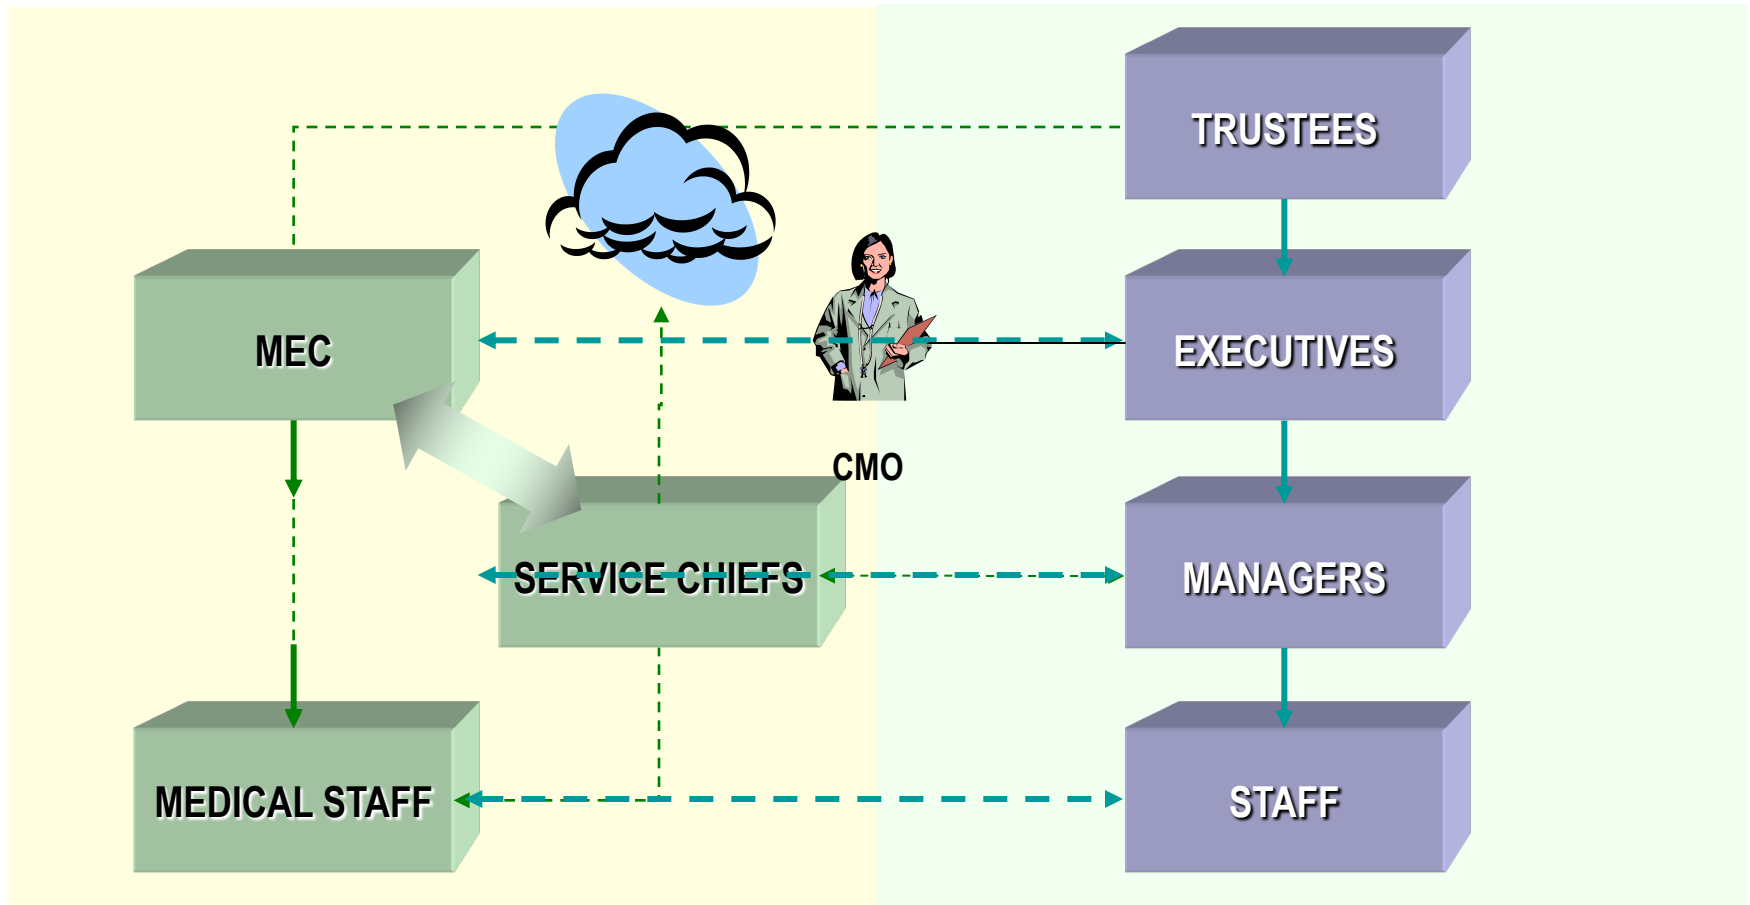 TRUSTEES
MEC
EXECUTIVES
CMO
SERVICE CHIEFS
MANAGERS
MEDICAL STAFF
STAFF